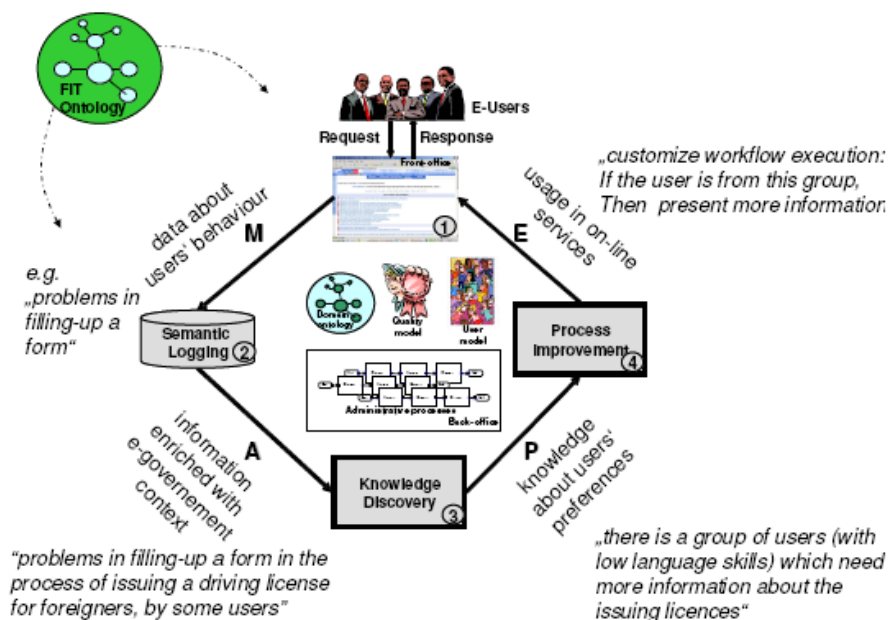 FIT
Ontology
E-Users
Request
Response
Front-office
1
data about
users' behaviour
M
E
usage in on-line
services
„customize workflow execution:
If the user is from this group,
Then present more information
e.g.
„problems in
filling-up a
form“
Semantic
Logging
2
Domain
ontology
Quality
model
User
model
Process
Improvement
4
Administrative processes
Back-office
information
enriched with
e-governement
context
A
P
knowledge
about users'
preferences
Knowledge
Discovery
3
“problems in filling-up a form in the
process of issuing a driving license
for foreigners, by some users”
„there is a group of users (with
low language skills) which need
more information about the
issuing licences“